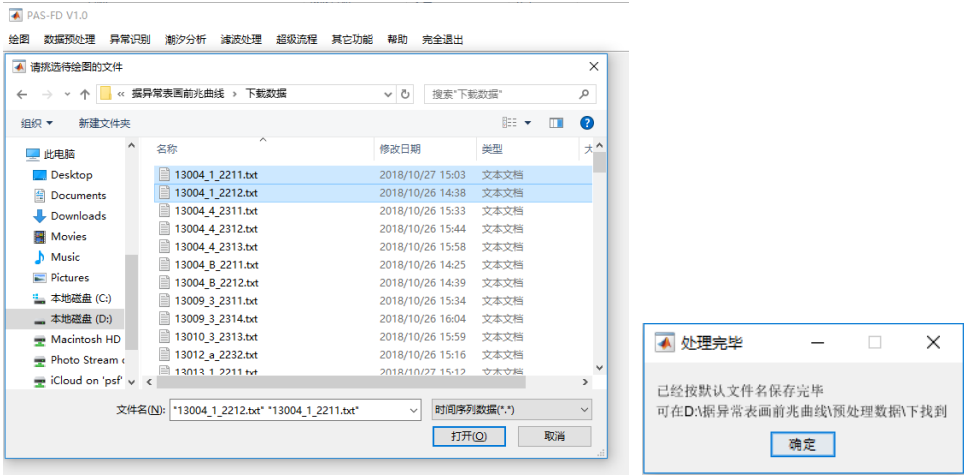 PAS-FD V1.0
绘图 数据预处理 异常识别 潮汐分析 滤波处理 超级流程 其它功能 帮助 完全退出
请挑选待绘图的文件
« 据异常表画前兆曲线 › 下载数据 搜索"下载数据"
组织 新建文件夹
名称 修改日期 类型
此电脑
Desktop
Documents
Downloads
Movies
Music
Pictures
本地磁盘 (C:)
本地磁盘 (D:)
Macintosh HD
Photo Stream
iCloud on 'psf'
13004_1_2211.txt 2018/10/27 15:03 文本文档
13004_1_2212.txt 2018/10/26 14:38 文本文档
13004_4_2311.txt 2018/10/26 15:33 文本文档
13004_4_2312.txt 2018/10/26 15:44 文本文档
13004_4_2313.txt 2018/10/26 15:58 文本文档
13004_B_2211.txt 2018/10/26 14:25 文本文档
13004_B_2212.txt 2018/10/26 14:39 文本文档
13009_3_2311.txt 2018/10/26 15:34 文本文档
13009_3_2314.txt 2018/10/26 16:04 文本文档
13010_3_2313.txt 2018/10/26 15:59 文本文档
13012_a_2232.txt 2018/10/26 15:16 文本文档
13013_1_2211.txt 2018/10/27 15:12 文本文档
文件名(N): "13004_1_2212.txt" "13004_1_2211.txt" 时间序列数据(*.*)
打开(O) 取消
处理完毕
已经按默认文件名保存完毕
可在D:\据异常表画前兆曲线\预处理数据\下找到
确定